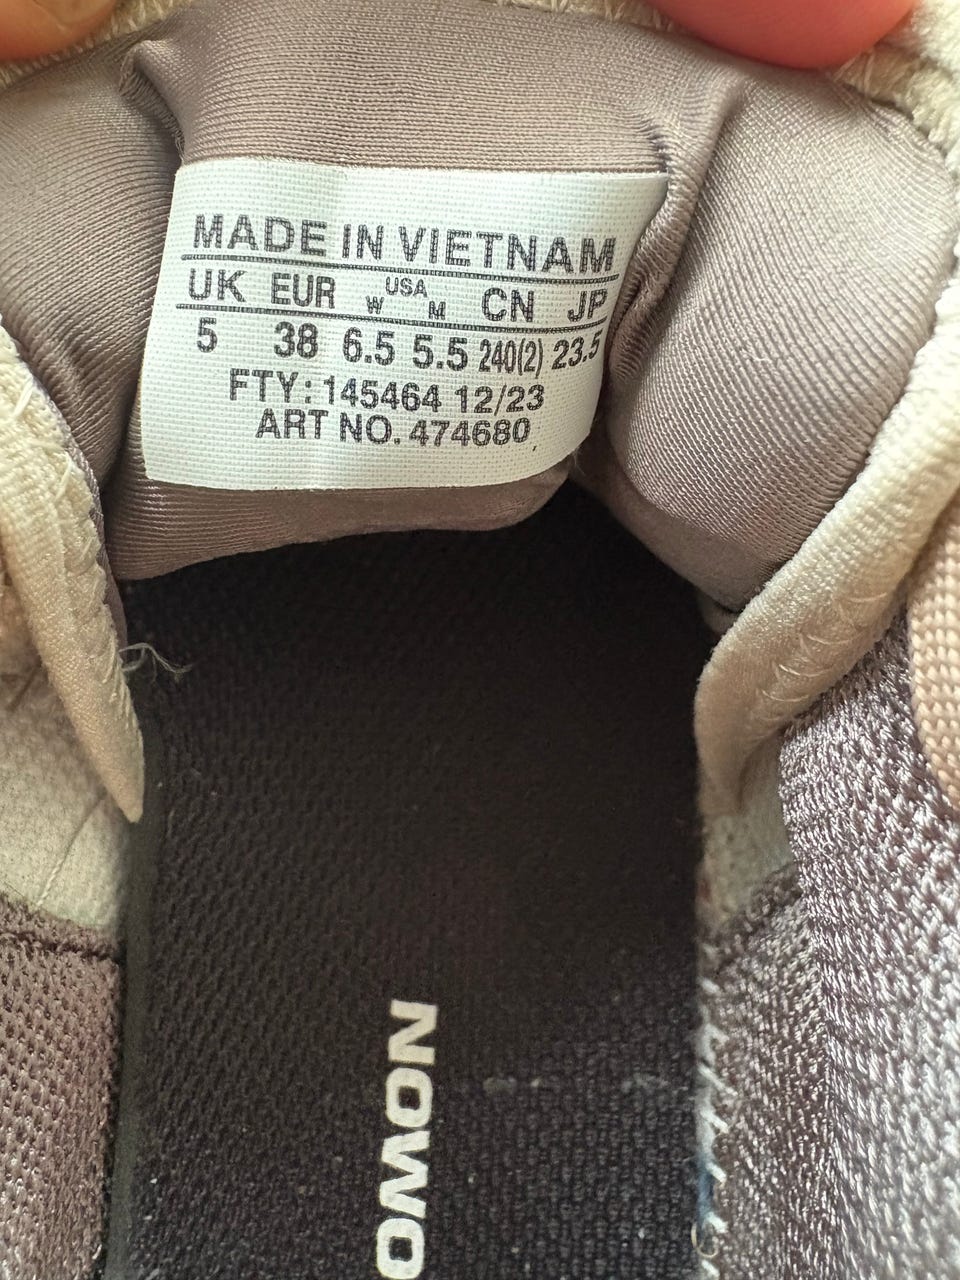 MADE IN VIETNAM
UK EUR W USA M CN JP
5 38 6.5 5.5 240(2) 23.5
FTY: 145464 12/23
ART NO. 474680
NOWO